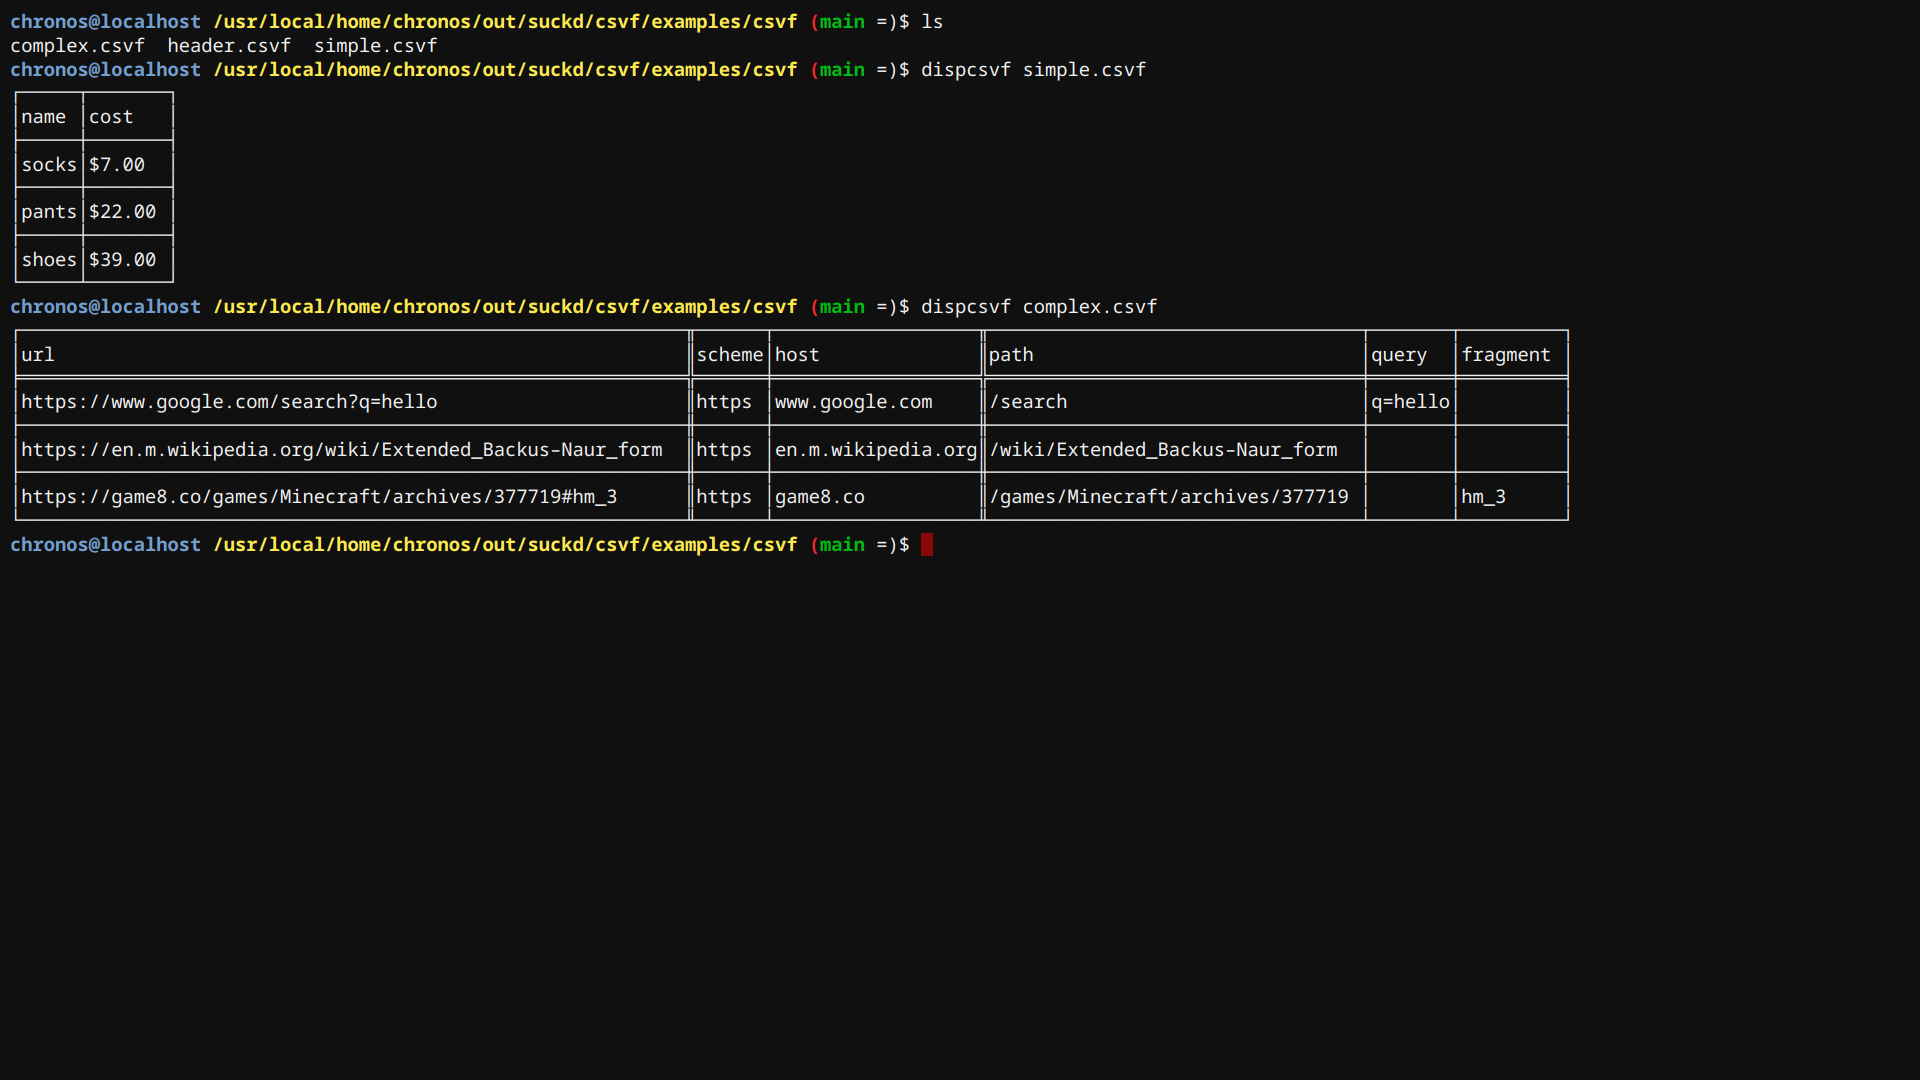 chronos@localhost /usr/local/home/chronos/out/suckd/csvf/examples/csvf (main =)$ ls
complex.csvf  header.csvf  simple.csvf
chronos@localhost /usr/local/home/chronos/out/suckd/csvf/examples/csvf (main =)$ dispcsvf simple.csvf
name cost
socks $7.00
pants $22.00
shoes $39.00
chronos@localhost /usr/local/home/chronos/out/suckd/csvf/examples/csvf (main =)$ dispcsvf complex.csvf
url scheme host path query fragment
https://www.google.com/search?q=hello https www.google.com /search q=hello
https://en.m.wikipedia.org/wiki/Extended_Backus-Naur_form https en.m.wikipedia.org /wiki/Extended_Backus-Naur_form
https://game8.co/games/Minecraft/archives/377719#hm_3 https game8.co /games/Minecraft/archives/377719 hm_3
chronos@localhost /usr/local/home/chronos/out/suckd/csvf/examples/csvf (main =)$